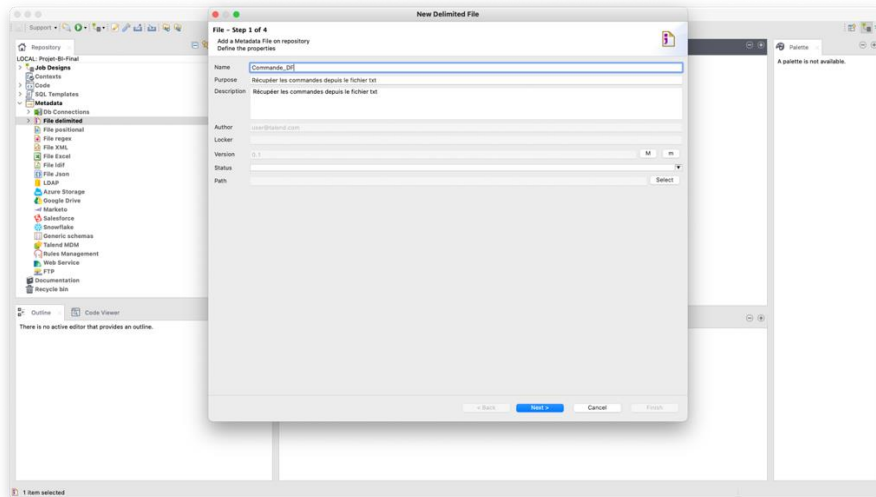 New Delimited File
Support
File - Step 1 of 4
Add a Metadata File on repository
Define the properties
Repository
LOCAL: Projet-BI-Final
Job Designs
Contexts
Code
SQL Templates
Metadata
Db Connections
File delimited
File positional
File regex
File XML
File Excel
File ldif
File Json
LDAP
Azure Storage
Google Drive
Marketo
Salesforce
Snowflake
Generic schemas
Talend MDM
Rules Management
Web Service
FTP
Documentation
Recycle bin
Name Commande_DF
Purpose Récupéer les commandes depuis le fichier txt
Description Récupéer les commandes depuis le fichier txt
Author user@talend.com
Locker
Version 0.1 M m
Status
Path Select
Palette
A palette is not available.
Outline Code Viewer
There is no active editor that provides an outline.
< Back Next > Cancel Finish
1 item selected